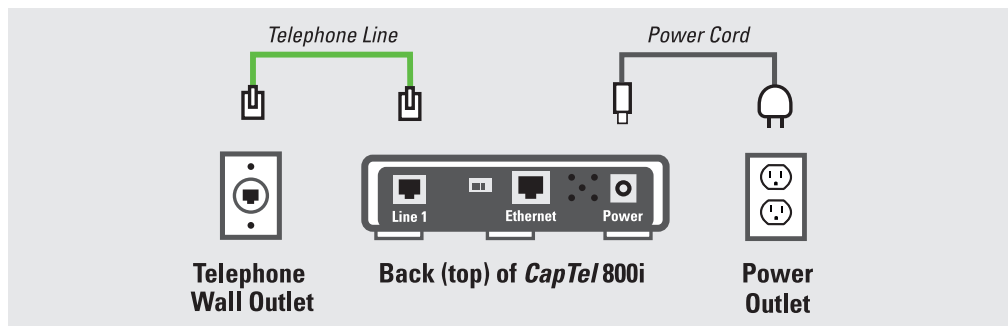 Telephone Line
Power Cord
Line 1
Ethernet
Power
Telephone
Wall Outlet
Back (top) of CapTel 800i
Power
Outlet